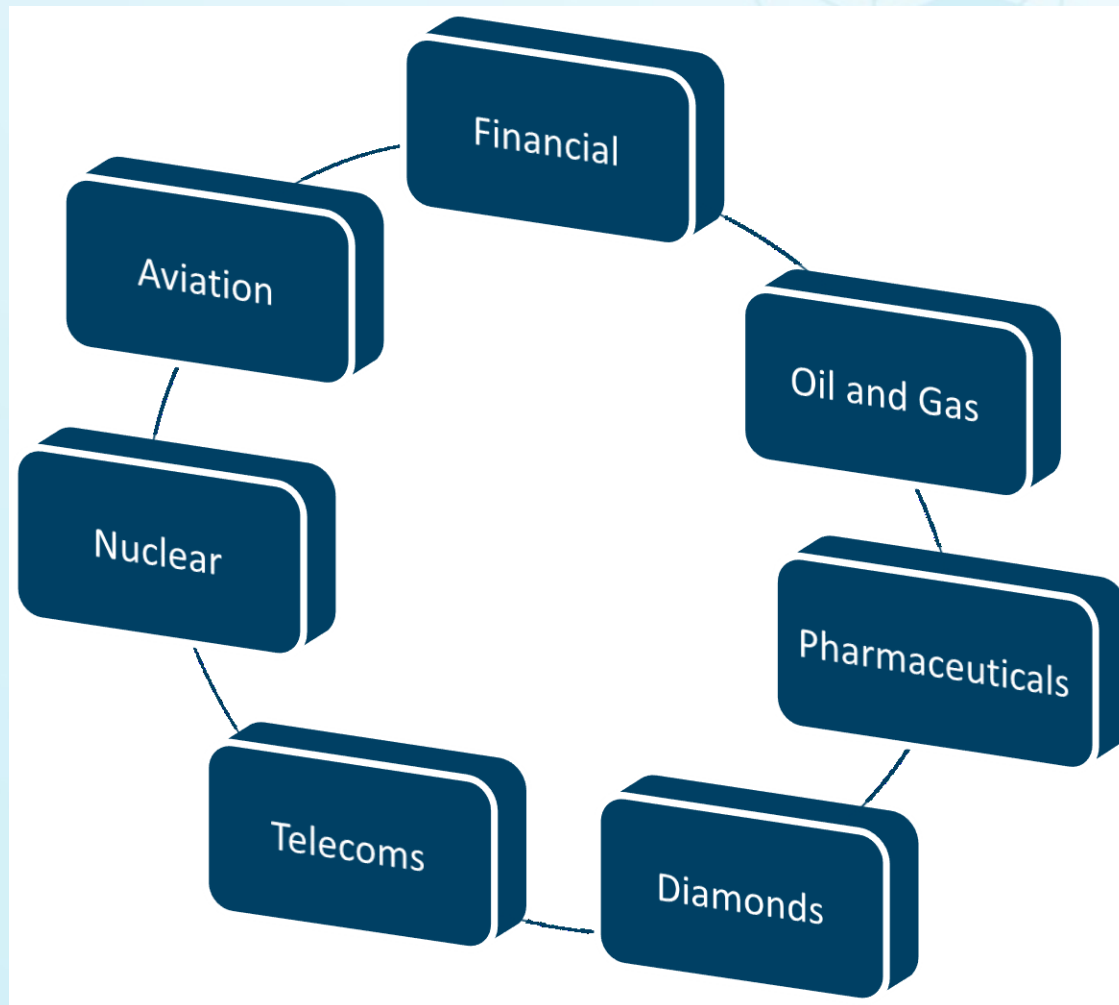 Financial
Oil and Gas
Pharmaceuticals
Diamonds
Telecoms
Nuclear
Aviation